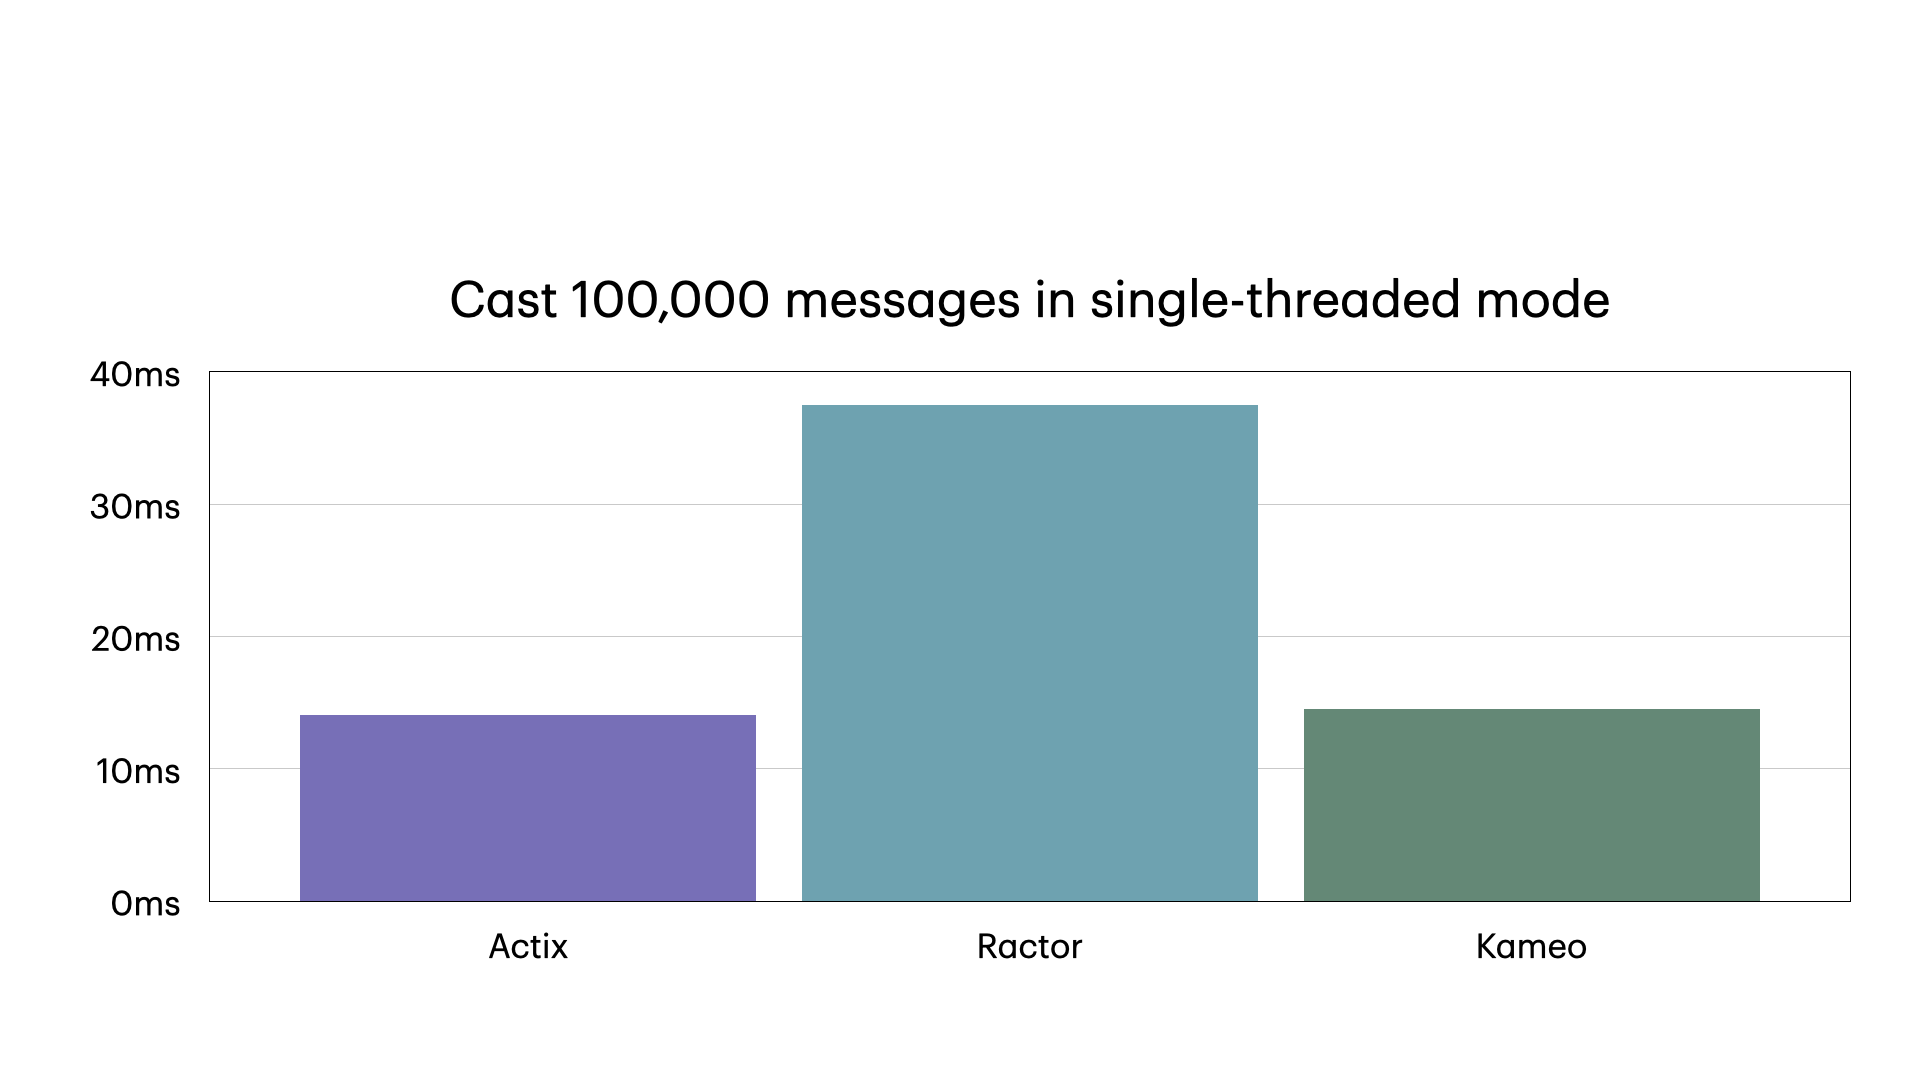 Cast 100,000 messages in single-threaded mode
40ms
30ms
20ms
10ms
0ms
Actix
Ractor
Kameo